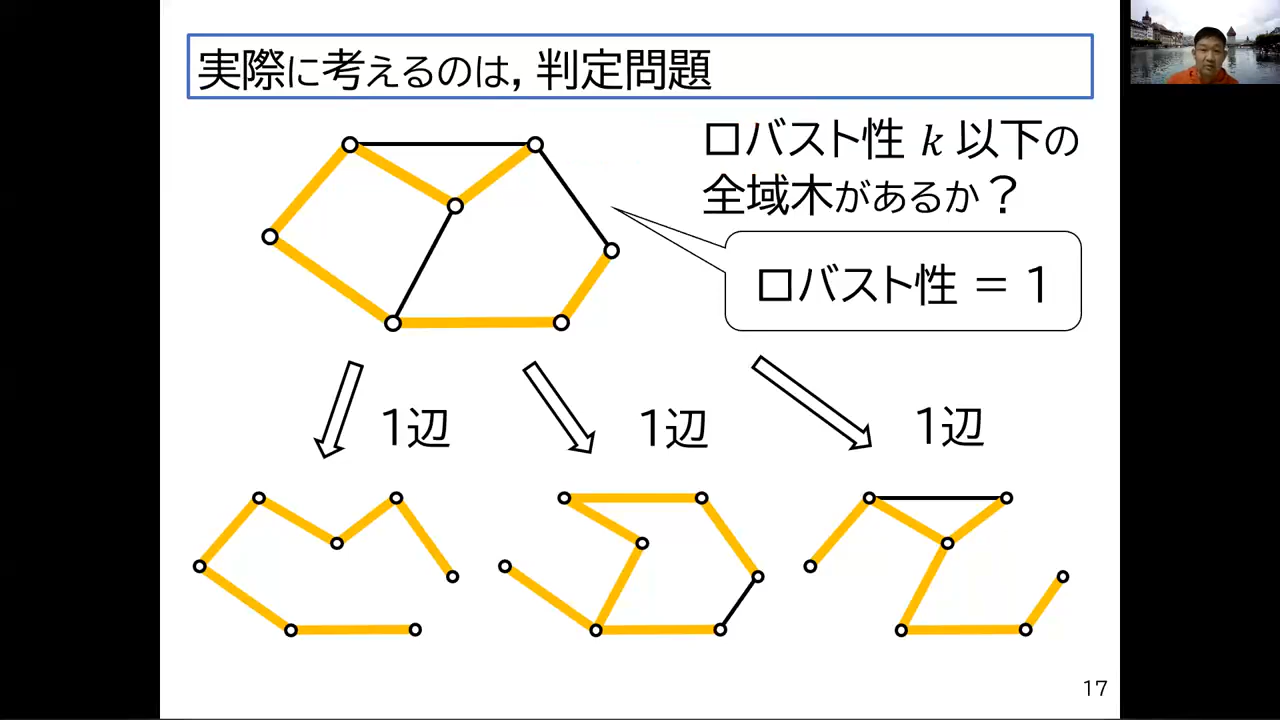 実際に考えるのは, 判定問題
ロバスト性 k 以下の
全域木があるか？
ロバスト性 = 1
1辺
1辺
1辺
17